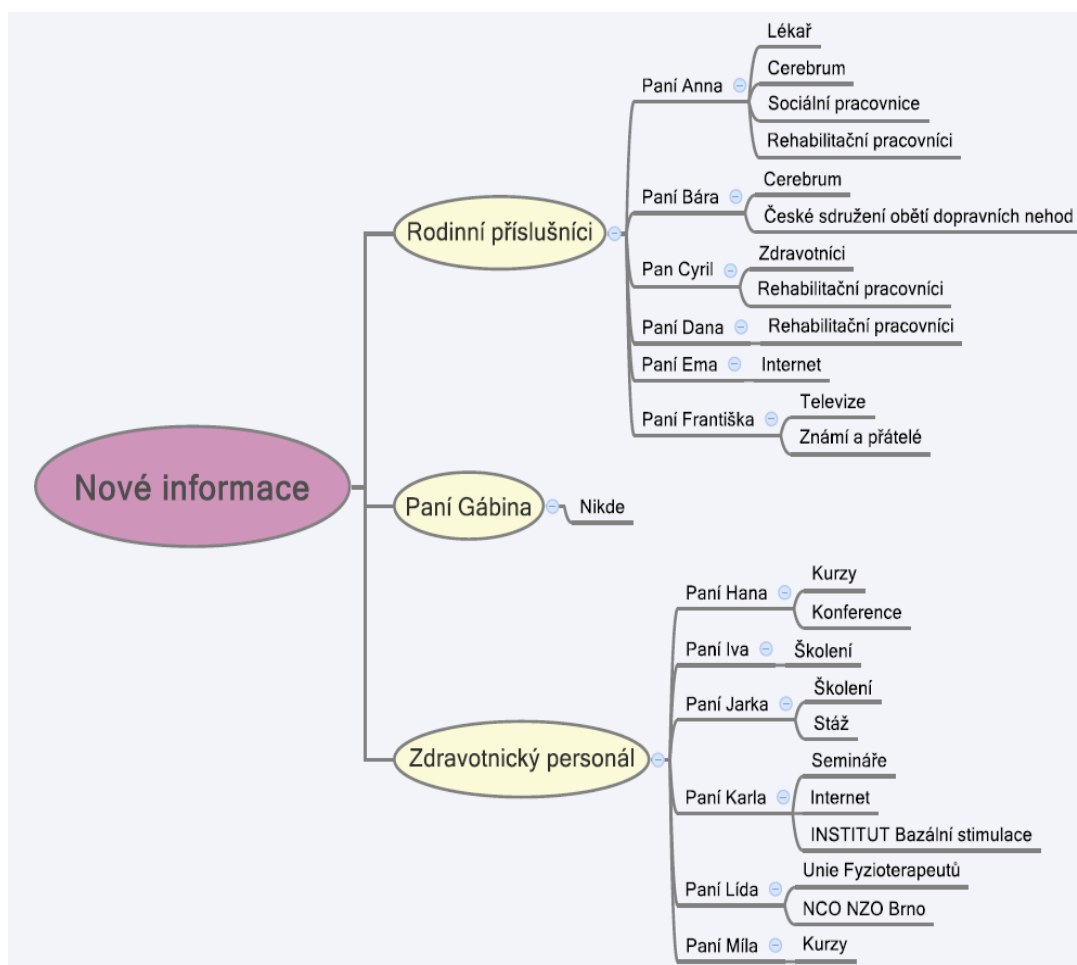 Nové informace
Rodinní příslušníci
Paní Anna
Lékař
Cerebrum
Sociální pracovnice
Rehabilitační pracovníci
Paní Bára
Cerebrum
České sdružení obětí dopravních nehod
Pan Cyril
Zdravotníci
Rehabilitační pracovníci
Paní Dana
Rehabilitační pracovníci
Paní Ema
Internet
Paní Františka
Televize
Známí a přátelé
Paní Gábina
Nikde
Zdravotnický personál
Paní Hana
Kurzy
Konference
Paní Iva
Školení
Paní Jarka
Školení
Stáž
Paní Karla
Semináře
Internet
INSTITUT Bazální stimulace
Paní Lída
Unie Fyzioterapeutů
NCO NZO Brno
Paní Míla
Kurzy